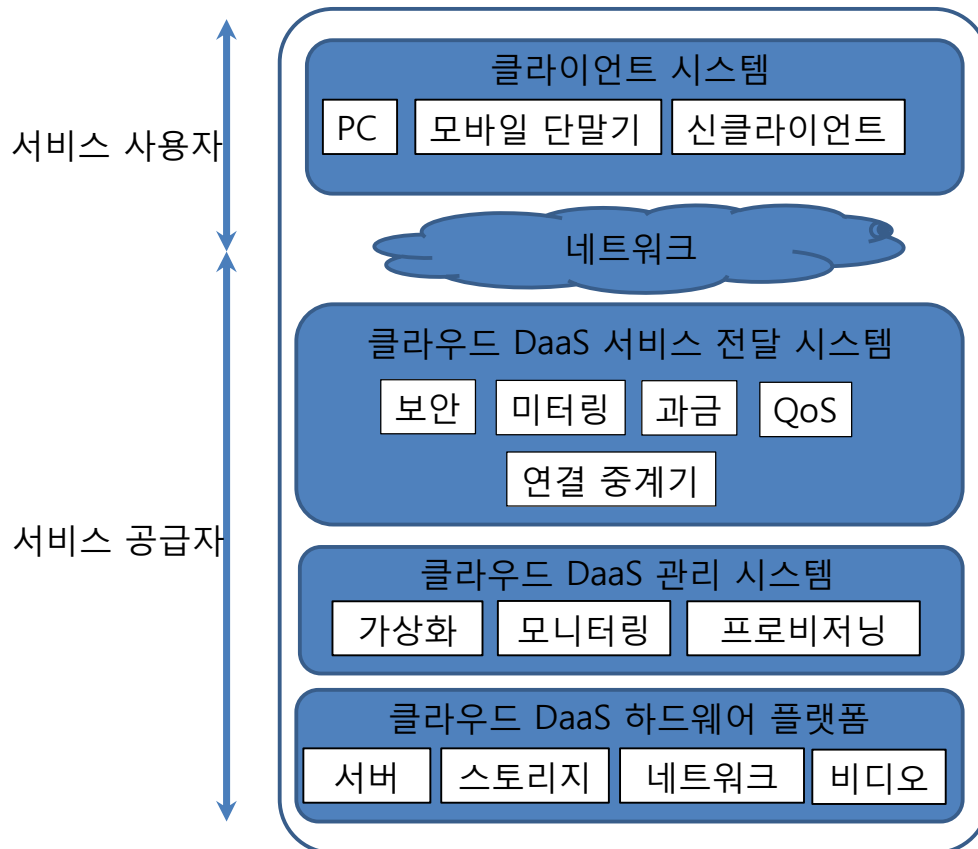 클라이언트 시스템
PC 모바일 단말기 신클라이언트
서비스 사용자
네트워크
클라우드 DaaS 서비스 전달 시스템
보안 미터링 과금 QoS
연결 중계기
서비스 공급자
클라우드 DaaS 관리 시스템
가상화 모니터링 프로비저닝
클라우드 DaaS 하드웨어 플랫폼
서버 스토리지 네트워크 비디오